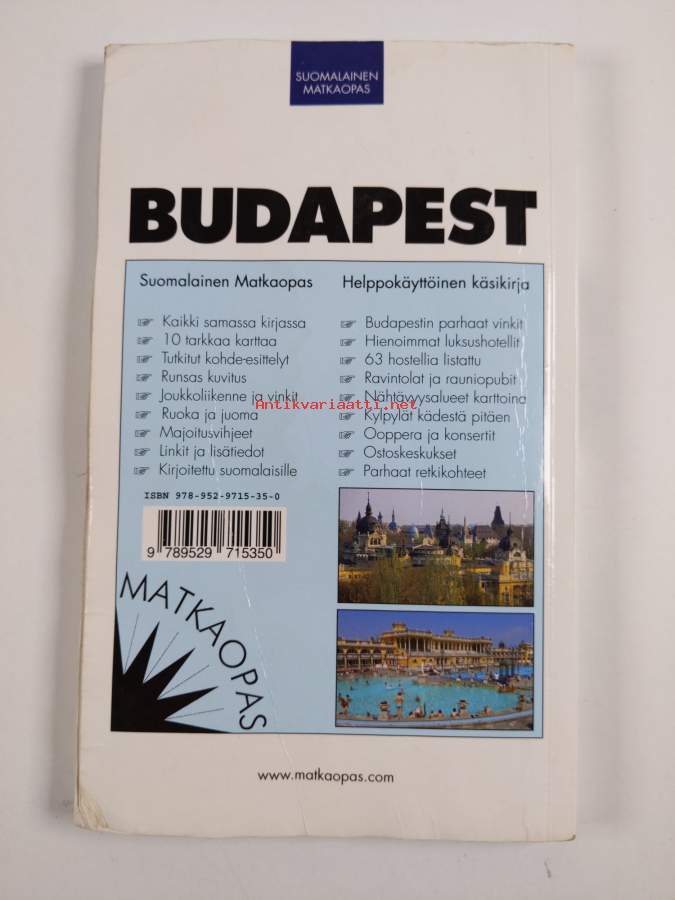 SUOMALAINEN
MATKAOPAS
BUDAPEST
Suomalainen Matkaopas
Kaikki samassa kirjassa
10 tarkkaa karttaa
Tutkitut kohde-esittelyt
Runsas kuvitus
Joukkoliikenne ja vinkit
Ruoka ja juoma
Majoitusvihjeet
Linkit ja lisätiedot
Kirjoitettu suomalaisille
Helppokäyttöinen käsikirja
Budapestin parhaat vinkit
Hienoimmat luksushotellit
63 hostellia listattu
Ravintolat ja rauniopubit
Nähtävyysalueet karttoina
Kylpylät kädestä pitäen
Ooppera ja konsertit
Ostoskeskukset
Parhaat retkikohteet
Antikvariaatti.net
ISBN 978-952-9715-35-0
9 789529 715350
MATKAOPAS
www.matkaopas.com